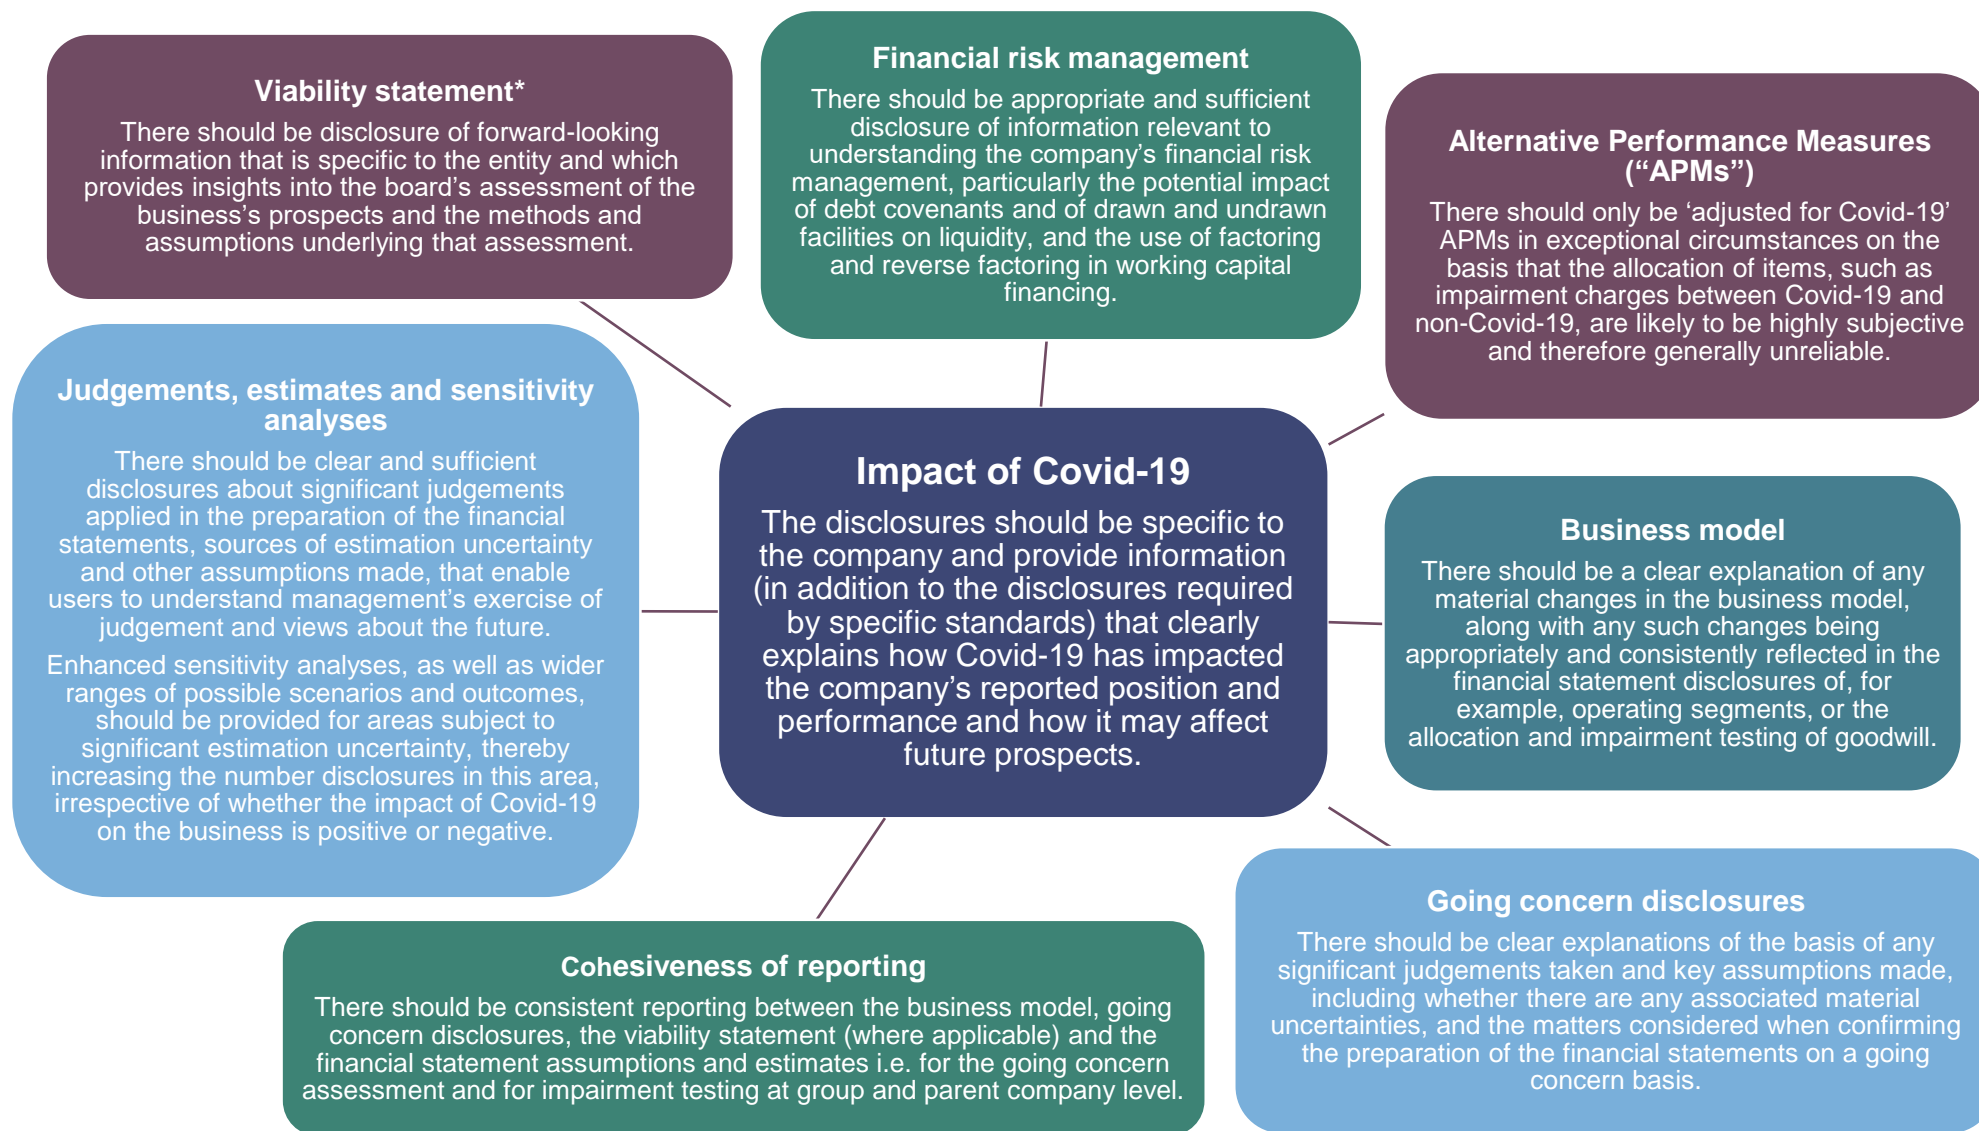 Viability statement*
There should be disclosure of forward-looking
information that is specific to the entity and which
provides insights into the board’s assessment of the
business’s prospects and the methods and
assumptions underlying that assessment.
Financial risk management
There should be appropriate and sufficient
disclosure of information relevant to
understanding the company’s financial risk
management, particularly the potential impact
of debt covenants and of drawn and undrawn
facilities on liquidity, and the use of factoring
and reverse factoring in working capital
financing.
Alternative Performance Measures
(“APMs”)
There should only be ‘adjusted for Covid-19’
APMs in exceptional circumstances on the
basis that the allocation of items, such as
impairment charges between Covid-19 and
non-Covid-19, are likely to be highly subjective
and therefore generally unreliable.
Judgements, estimates and sensitivity
analyses
There should be clear and sufficient
disclosures about significant judgements
applied in the preparation of the financial
statements, sources of estimation uncertainty
and other assumptions made, that enable
users to understand management’s exercise of
judgement and views about the future.
Enhanced sensitivity analyses, as well as wider
ranges of possible scenarios and outcomes,
should be provided for areas subject to
significant estimation uncertainty, thereby
increasing the number disclosures in this area,
irrespective of whether the impact of Covid-19
on the business is positive or negative.
Impact of Covid-19
The disclosures should be specific to
the company and provide information
(in addition to the disclosures required
by specific standards) that clearly
explains how Covid-19 has impacted
the company’s reported position and
performance and how it may affect
future prospects.
Business model
There should be a clear explanation of any
material changes in the business model,
along with any such changes being
appropriately and consistently reflected in the
financial statement disclosures of, for
example, operating segments, or the
allocation and impairment testing of goodwill.
Cohesiveness of reporting
There should be consistent reporting between the business model, going
concern disclosures, the viability statement (where applicable) and the
financial statement assumptions and estimates i.e. for the going concern
assessment and for impairment testing at group and parent company level.
Going concern disclosures
There should be clear explanations of the basis of any
significant judgements taken and key assumptions made,
including whether there are any associated material
uncertainties, and the matters considered when confirming
the preparation of the financial statements on a going
concern basis.